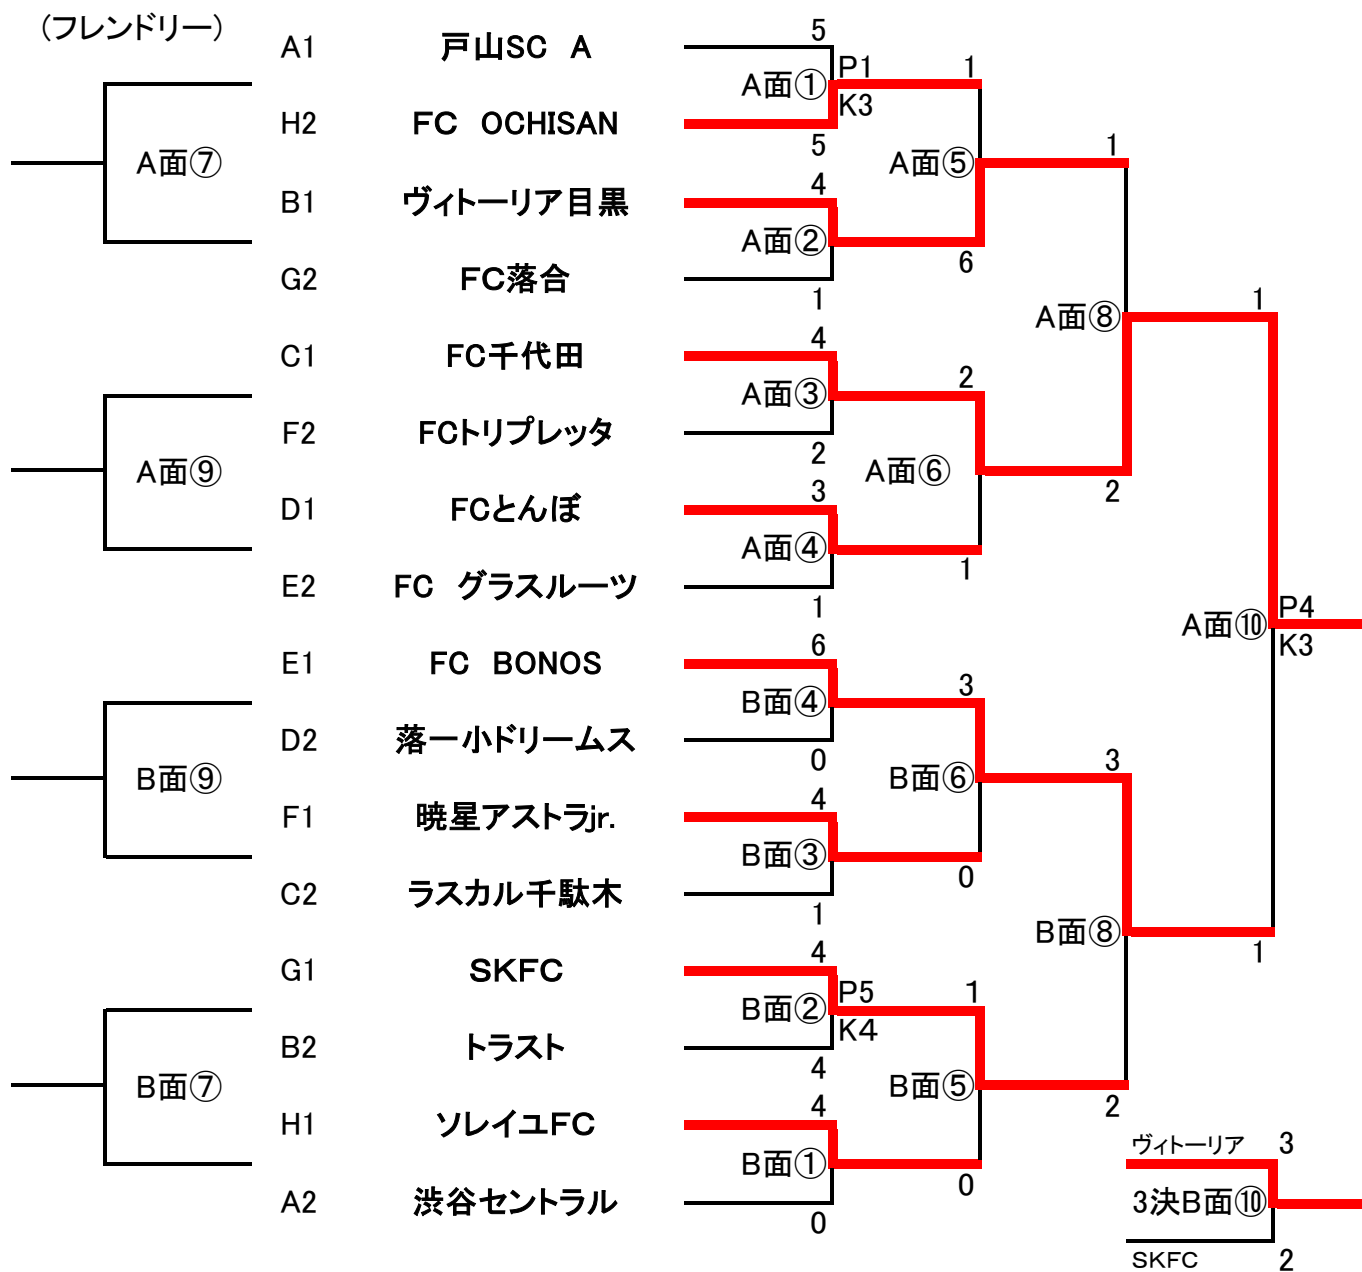 (フレンドリー)
A1 戸山SC A 5
A面① P1 1
H2 FC OCHISAN K3
5
A面⑦ A面⑤ 1
B1 ヴィトーリア目黒 4
A面②
6
G2 FC落合
1
A面⑧ 1
C1 FC千代田 4
A面③ 2
F2 FCトリプレッタ
2
A面⑨ A面⑥
2
D1 FCとんぼ 3
A面④
1
E2 FC グラスルーツ
1
A面⑩ P4
K3
E1 FC BONOS 6
B面④ 3
D2 落一小ドリームス
0
B面⑨ B面⑥ 3
F1 暁星アストラjr. 4
B面③
0
C2 ラスカル千駄木
1
B面⑧
1
G1 SKFC 4
B面② P5 1
K4
B2 トラスト
4
B面⑦ B面⑤
2
H1 ソレイユFC 4
ヴィトーリア 3
B面①
0
A2 渋谷セントラル 3決B面⑩
0
SKFC 2